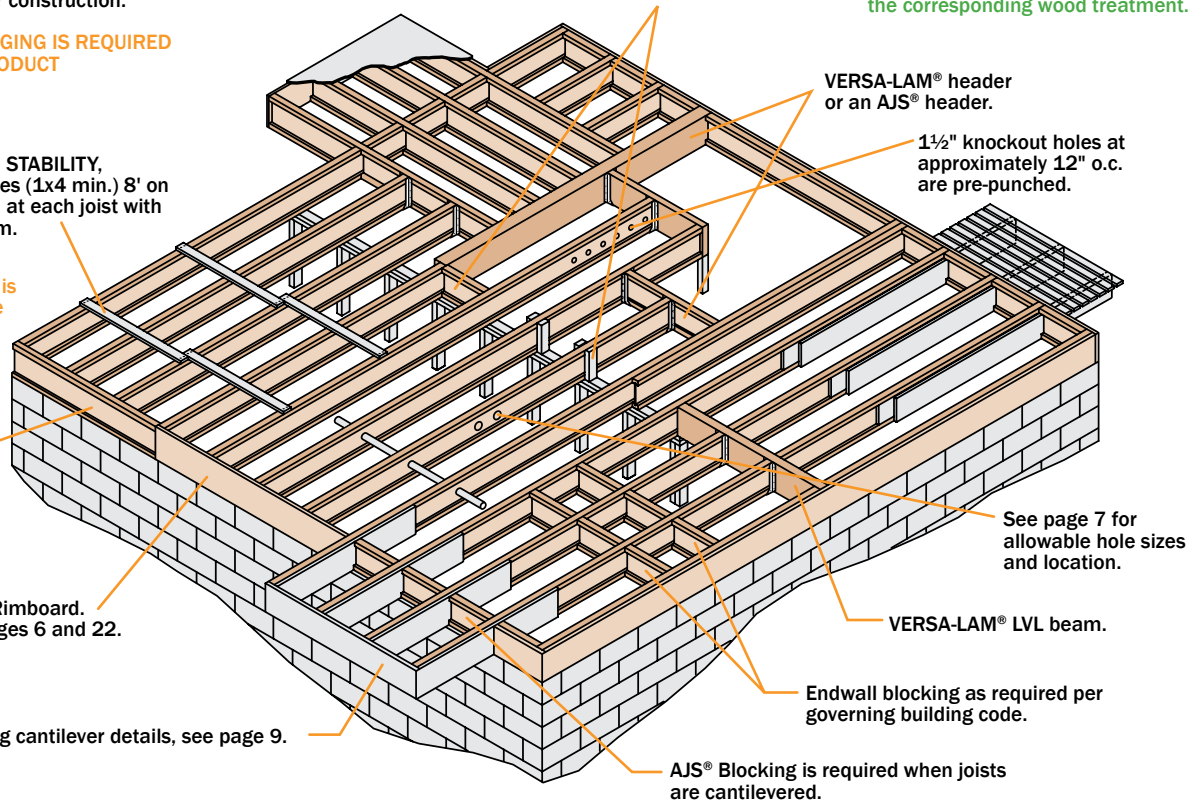 construction.
GING IS REQUIRED
ODUCT
the corresponding wood treatment.
VERSA-LAM® header
or an AJS® header.
1½" knockout holes at
approximately 12" o.c.
are pre-punched.
STABILITY,
es (1x4 min.) 8' on
at each joist with
m.
is
e
See page 7 for
allowable hole sizes
and location.
Rimboard.
ges 6 and 22.
VERSA-LAM® LVL beam.
Endwall blocking as required per
governing building code.
g cantilever details, see page 9.
AJS® Blocking is required when joists
are cantilevered.